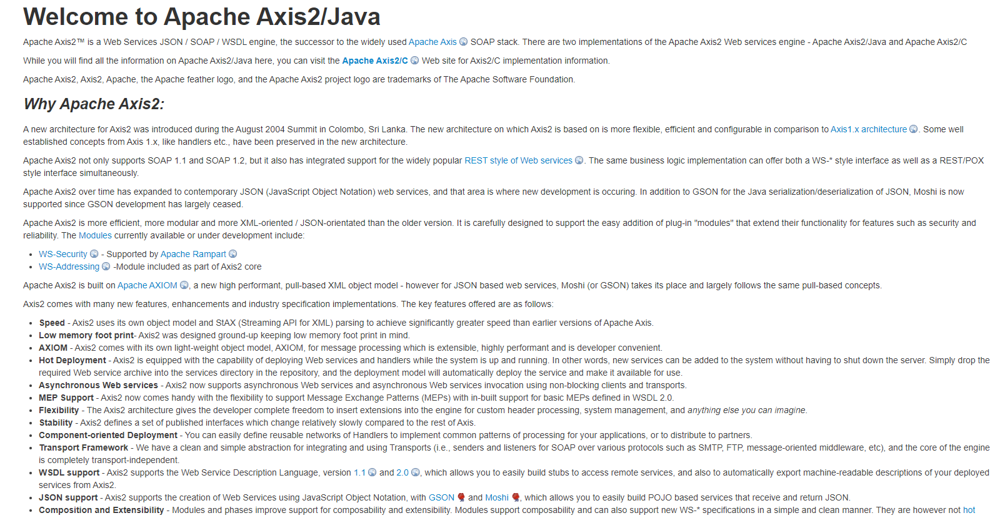 Welcome to Apache Axis2/Java
Apache Axis2™ is a Web Services JSON / SOAP / WSDL engine, the successor to the widely used Apache Axis SOAP stack. There are two implementations of the Apache Axis2 Web services engine - Apache Axis2/Java and Apache Axis2/C
While you will find all the information on Apache Axis2/Java here, you can visit the Apache Axis2/C Web site for Axis2/C implementation information.
Apache Axis2, Axis2, Apache, the Apache feather logo, and the Apache Axis2 project logo are trademarks of The Apache Software Foundation.
Why Apache Axis2:
A new architecture for Axis2 was introduced during the August 2004 Summit in Colombo, Sri Lanka. The new architecture on which Axis2 is based on is more flexible, efficient and configurable in comparison to Axis1.x architecture. Some well
established concepts from Axis 1.x, like handlers etc., have been preserved in the new architecture.
Apache Axis2 not only supports SOAP 1.1 and SOAP 1.2, but it also has integrated support for the widely popular REST style of Web services. The same business logic implementation can offer both a WS-* style interface as well as a REST/POX
style interface simultaneously.
Apache Axis2 over time has expanded to contemporary JSON (JavaScript Object Notation) web services, and that area is where new development is occuring. In addition to GSON for the Java serialization/deserialization of JSON, Moshi is now
supported since GSON development has largely ceased.
Apache Axis2 is more efficient, more modular and more XML-oriented / JSON-orientated than the older version. It is carefully designed to support the easy addition of plug-in "modules" that extend their functionality for features such as security and
reliability. The Modules currently available or under development include:
• WS-Security - Supported by Apache Rampart
• WS-Addressing -Module included as part of Axis2 core
Apache Axis2 is built on Apache AXIOM, a new high performant, pull-based XML object model - however for JSON based web services, Moshi (or GSON) takes its place and largely follows the same pull-based concepts.
Axis2 comes with many new features, enhancements and industry specification implementations. The key features offered are as follows:
• Speed - Axis2 uses its own object model and StAX (Streaming API for XML) parsing to achieve significantly greater speed than earlier versions of Apache Axis.
• Low memory foot print- Axis2 was designed ground-up keeping low memory foot print in mind.
• AXIOM - Axis2 comes with its own light-weight object model, AXIOM, for message processing which is extensible, highly performant and is developer convenient.
• Hot Deployment - Axis2 is equipped with the capability of deploying Web services and handlers while the system is up and running. In other words, new services can be added to the system without having to shut down the server. Simply drop the
required Web service archive into the services directory in the repository, and the deployment model will automatically deploy the service and make it available for use.
• Asynchronous Web services - Axis2 now supports asynchronous Web services and asynchronous Web services invocation using non-blocking clients and transports.
• MEP Support - Axis2 now comes handy with the flexibility to support Message Exchange Patterns (MEPs) with in-built support for basic MEPs defined in WSDL 2.0.
• Flexibility - The Axis2 architecture gives the developer complete freedom to insert extensions into the engine for custom header processing, system management, and anything else you can imagine.
• Stability - Axis2 defines a set of published interfaces which change relatively slowly compared to the rest of Axis.
• Component-oriented Deployment - You can easily define reusable networks of Handlers to implement common patterns of processing for your applications, or to distribute to partners.
• Transport Framework - We have a clean and simple abstraction for integrating and using Transports (i.e., senders and listeners for SOAP over various protocols such as SMTP, FTP, message-oriented middleware, etc), and the core of the engine
is completely transport-independent.
• WSDL support - Axis2 supports the Web Service Description Language, version 1.1 and 2.0, which allows you to easily build stubs to access remote services, and also to automatically export machine-readable descriptions of your deployed
services from Axis2.
• JSON support - Axis2 supports the creation of Web Services using JavaScript Object Notation, with GSON and Moshi, which allows you to easily build POJO based services that receive and return JSON.
• Composition and Extensibility - Modules and phases improve support for composability and extensibility. Modules support composability and can also support new WS-* specifications in a simple and clean manner. They are however not hot